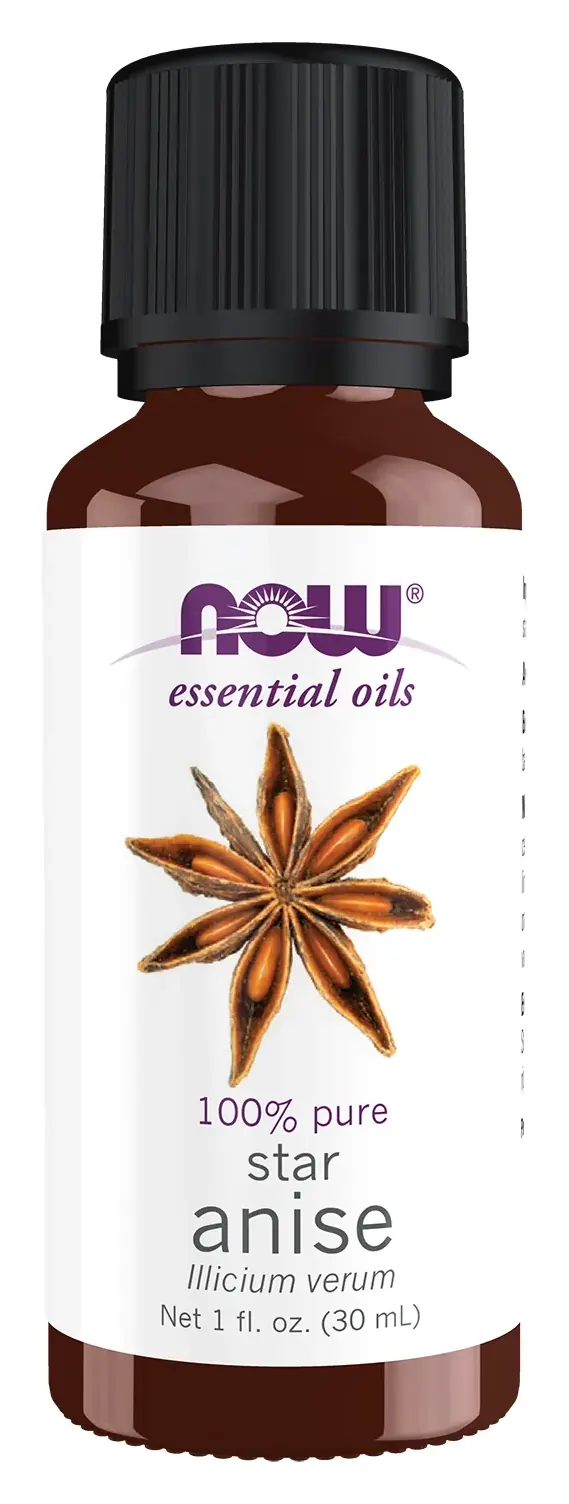 now®
essential oils
100% pure
star
anise
Illicium verum
Net 1 fl. oz. (30 mL)